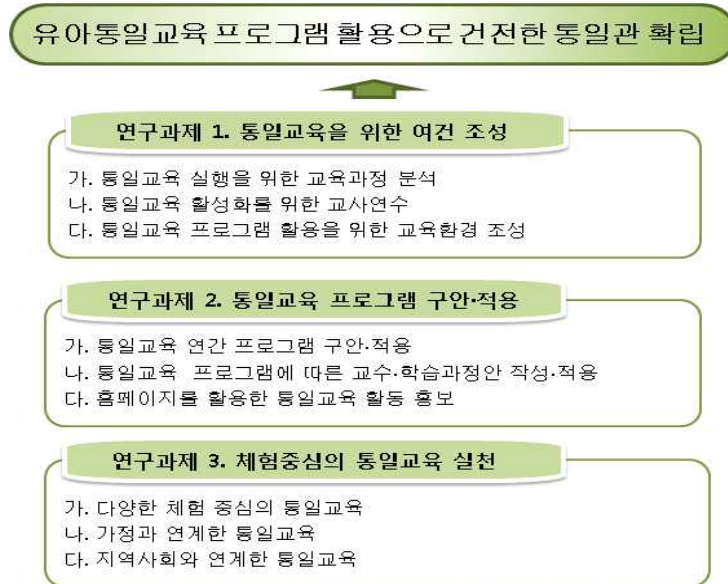 유아통일교육 프로그램 활용으로 건전한 통일관 확립
연구과제 1. 통일교육을 위한 여건 조성
가. 통일교육 실행을 위한 교육과정 분석
나. 통일교육 활성화를 위한 교사연수
다. 통일교육 프로그램 활용을 위한 교육환경 조성
연구과제 2. 통일교육 프로그램 구안·적용
가. 통일교육 연간 프로그램 구안·적용
나. 통일교육 프로그램에 따른 교수·학습과정안 작성·적용
다. 홈페이지를 활용한 통일교육 활동 홍보
연구과제 3. 체험중심의 통일교육 실천
가. 다양한 체험 중심의 통일교육
나. 가정과 연계한 통일교육
다. 지역사회와 연계한 통일교육